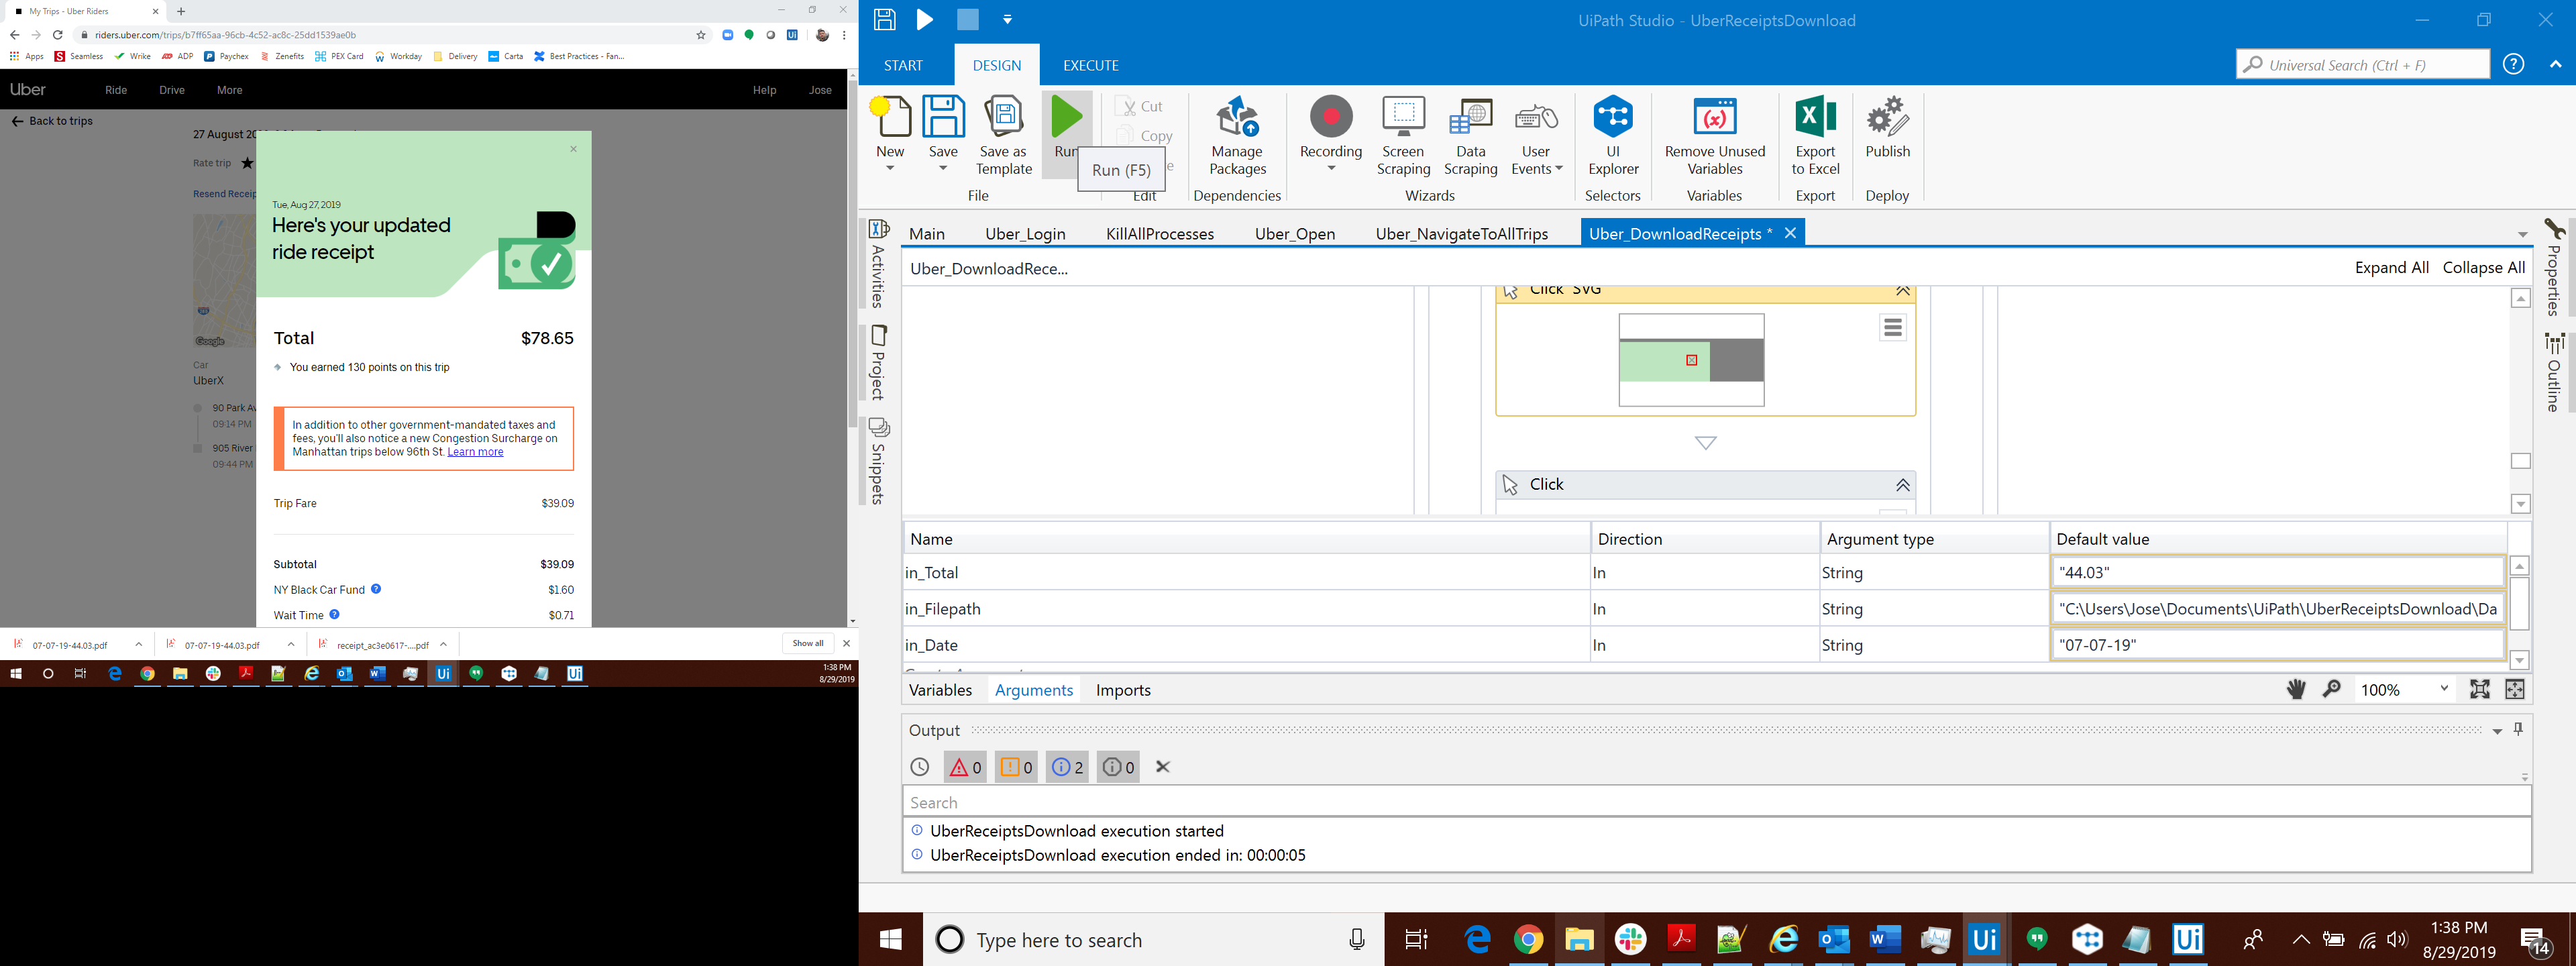 My Trips - Uber Riders
riders.uber.com/trips/b7ff65aa-96cb-4c52-ac8c-25dd1539ae0b
Apps Seamless Wrike ADP Paychex Zenefits PEX Card Workday Delivery Carta Best Practices - Fan...
Uber Ride Drive More Help Jose
Back to trips
27 August 20
Rate trip
Resend Receip
Google
Car
UberX
90 Park Av
09:14 PM
905 River
09:44 PM
Tue, Aug 27, 2019
Here's your updated
ride receipt
Total $78.65
You earned 130 points on this trip
In addition to other government-mandated taxes and
fees, you'll also notice a new Congestion Surcharge on
Manhattan trips below 96th St. Learn more
Trip Fare $39.09
Subtotal $39.09
NY Black Car Fund $1.60
Wait Time $0.71
07-07-19-44.03.pdf 07-07-19-44.03.pdf receipt_ac3e0617-....pdf Show all
1:38 PM
8/29/2019
UiPath Studio - UberReceiptsDownload
START DESIGN EXECUTE
Universal Search (Ctrl + F)
New
Save
Save as
Template
Run
Run (F5)
Cut
Copy
e
Manage
Packages
Recording
Screen
Scraping
Data
Scraping
User
Events
UI
Explorer
Remove Unused
Variables
Export
to Excel
Publish
File Edit Dependencies Wizards Selectors Variables Export Deploy
Activities
Project
Snippets
Main Uber_Login KillAllProcesses Uber_Open Uber_NavigateToAllTrips Uber_DownloadReceipts *
Uber_DownloadRece...
Expand All Collapse All
Properties
Outline
Click 'SVG'
Click
Name Direction Argument type Default value
in_Total In String "44.03"
in_Filepath In String "C:\Users\Jose\Documents\UiPath\UberReceiptsDownload\Da
in_Date In String "07-07-19"
Variables Arguments Imports 100%
Output
0 0 2 0
Search
UberReceiptsDownload execution started
UberReceiptsDownload execution ended in: 00:00:05
Type here to search
1:38 PM
8/29/2019
14